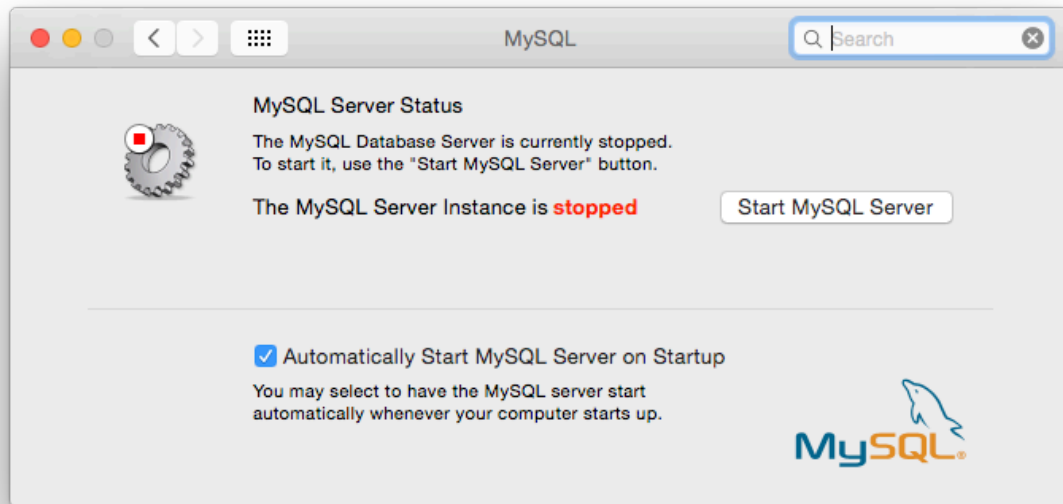 MySQL
Search
MySQL Server Status
The MySQL Database Server is currently stopped.
To start it, use the "Start MySQL Server" button.
The MySQL Server Instance is stopped
Start MySQL Server
Automatically Start MySQL Server on Startup
You may select to have the MySQL server start
automatically whenever your computer starts up.
MySQL®